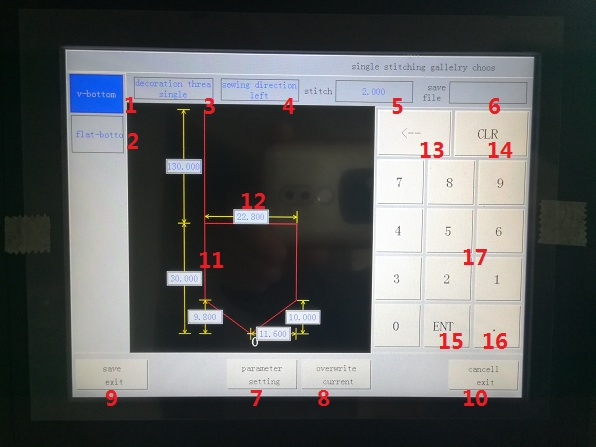 single stitching gallelry choos
v-bottom
decoration threa
single
sewing direction
left
stitch
2.000
save
file
1
3
4
5
6
flat-botto
2
<--
13
CLR
14
130.000
7
8
9
12
22.800
4
5
6
11
17
30.000
3
2
1
9.800
10.000
11.600
0
0
ENT
15
.
16
save
exit
parameter
setting
overwrite
current
cancell
exit
9
7
8
10